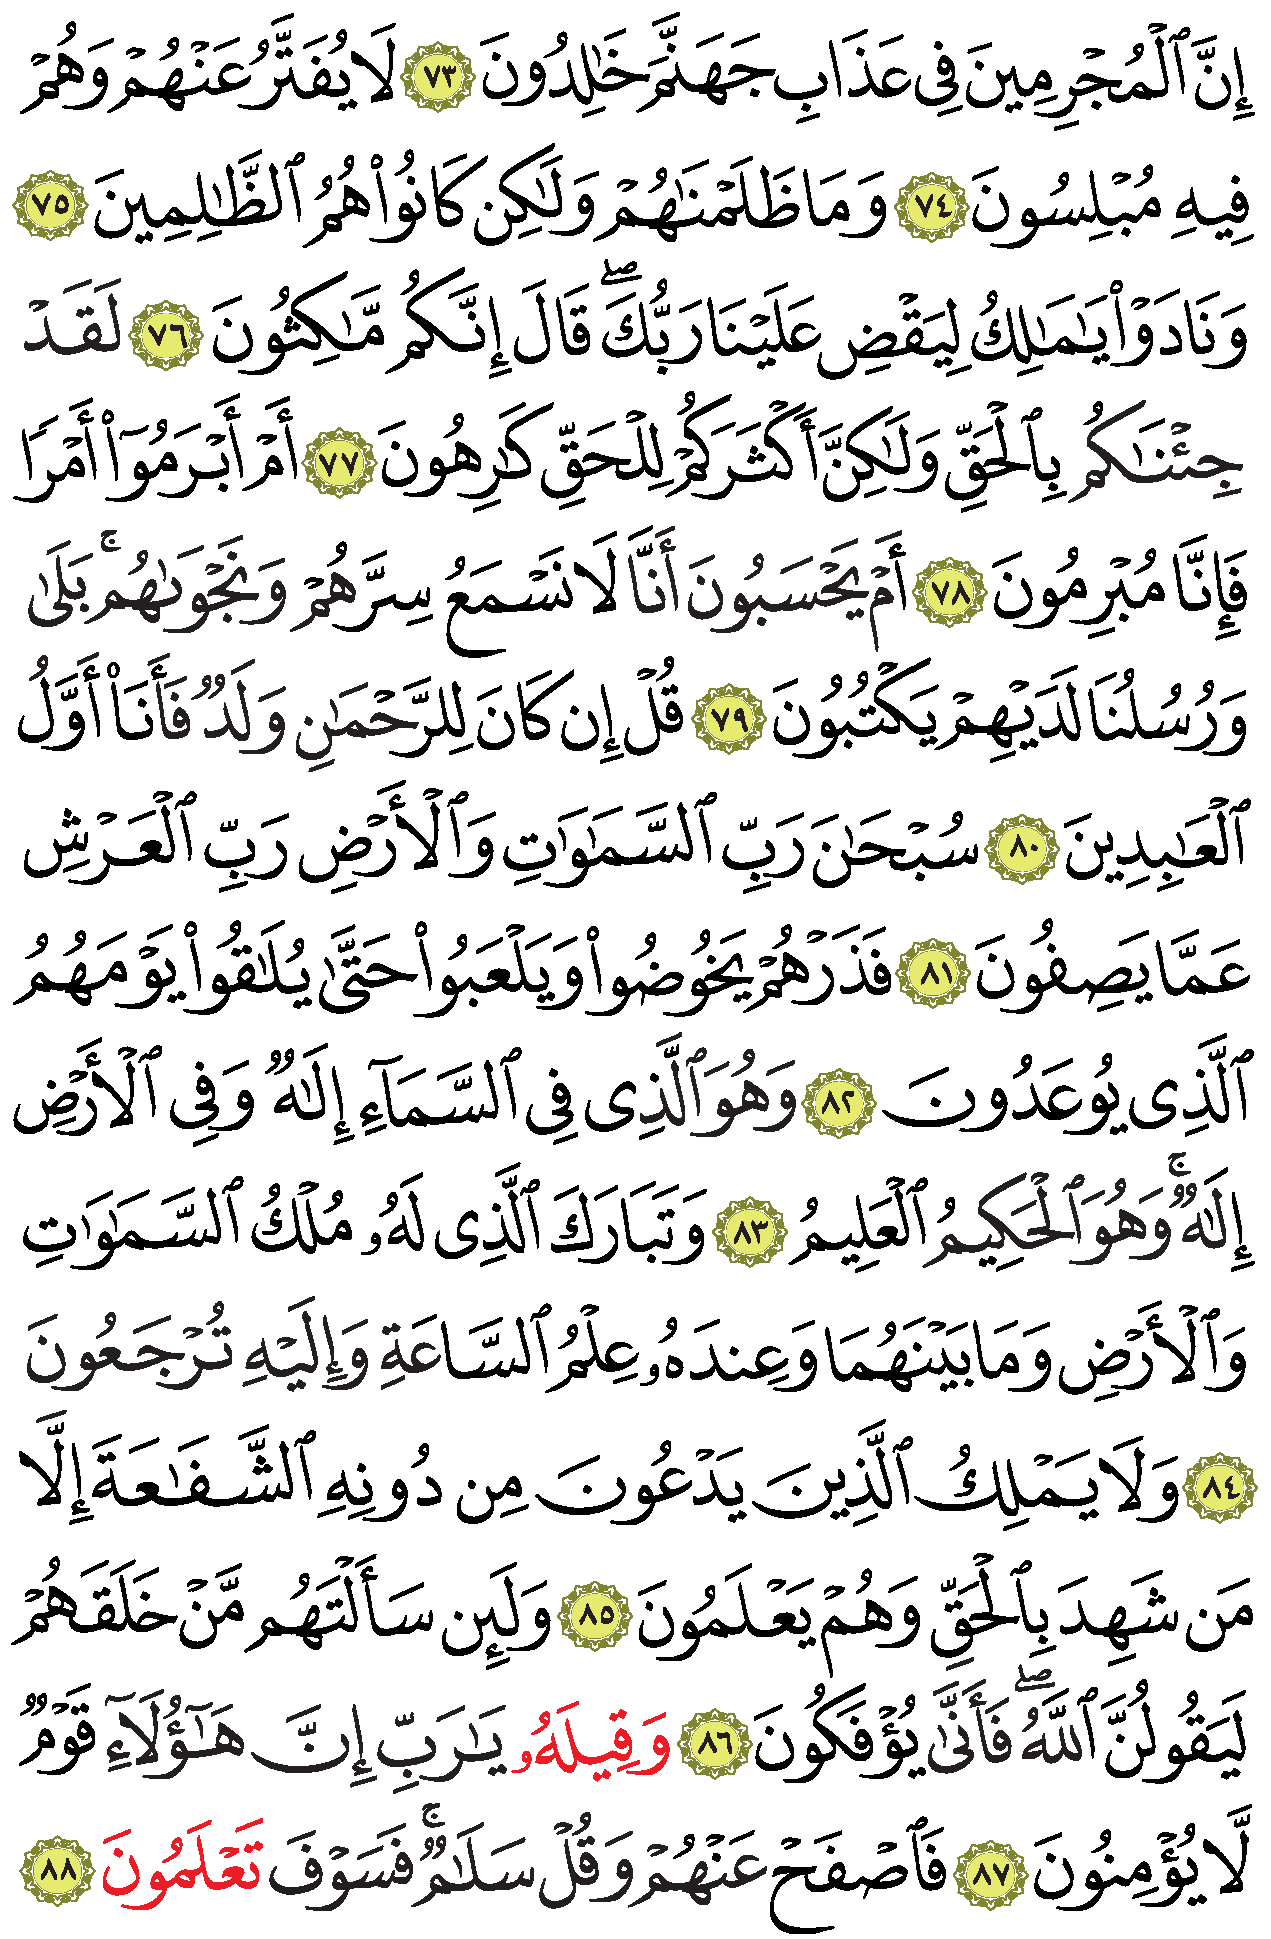 إِنَّ ٱلْمُجْرِمِينَ فِى عَذَابِ جَهَنَّمَ خَٰلِدُونَ ٧٣ لَا يُفَتَّرُ عَنْهُمْ وَهُمْ
فِيهِ مُبْلِسُونَ ٧٤ وَمَا ظَلَمْنَٰهُمْ وَلَٰكِن كَانُوا۟ هُمُ ٱلظَّٰلِمِينَ ٧٥
وَنَادَوْا۟ يَٰمَٰلِكُ لِيَقْضِ عَلَيْنَا رَبُّكَۖ قَالَ إِنَّكُم مَّٰكِثُونَ ٧٦ لَقَدْ
جِئْنَٰكُم بِٱلْحَقِّ وَلَٰكِنَّ أَكْثَرَكُمْ لِلْحَقِّ كَٰرِهُونَ ٧٧ أَمْ أَبْرَمُوٓا۟ أَمْرًا
فَإِنَّا مُبْرِمُونَ ٧٨ أَمْ يَحْسَبُونَ أَنَّا لَا نَسْمَعُ سِرَّهُمْ وَنَجْوَىٰهُمۚ بَلَىٰ
وَرُسُلُنَا لَدَيْهِمْ يَكْتُبُونَ ٧٩ قُلْ إِن كَانَ لِلرَّحْمَٰنِ وَلَدٌ فَأَنَا۠ أَوَّلُ
ٱلْعَٰبِدِينَ ٨٠ سُبْحَٰنَ رَبِّ ٱلسَّمَٰوَٰتِ وَٱلْأَرْضِ رَبِّ ٱلْعَرْشِ
عَمَّا يَصِفُونَ ٨١ فَذَرْهُمْ يَخُوضُوا۟ وَيَلْعَبُوا۟ حَتَّىٰ يُلَٰقُوا۟ يَوْمَهُمُ
ٱلَّذِى يُوعَدُونَ ٨٢ وَهُوَ ٱلَّذِى فِى ٱلسَّمَآءِ إِلَٰهٌ وَفِى ٱلْأَرْضِ
إِلَٰهٌۚ وَهُوَ ٱلْحَكِيمُ ٱلْعَلِيمُ ٨٣ وَتَبَارَكَ ٱلَّذِى لَهُۥ مُلْكُ ٱلسَّمَٰوَٰتِ
وَٱلْأَرْضِ وَمَا بَيْنَهُمَا وَعِندَهُۥ عِلْمُ ٱلسَّاعَةِ وَإِلَيْهِ تُرْجَعُونَ
٨٤ وَلَا يَمْلِكُ ٱلَّذِينَ يَدْعُونَ مِن دُونِهِ ٱلشَّفَٰعَةَ إِلَّا
مَن شَهِدَ بِٱلْحَقِّ وَهُمْ يَعْلَمُونَ ٨٥ وَلَئِن سَأَلْتَهُم مَّنْ خَلَقَهُمْ
لَيَقُولُنَّ ٱللَّهُۖ فَأَنَّىٰ يُؤْفَكُونَ ٨٦ وَقِيلَهُۥ يَٰرَبِّ إِنَّ هَٰٓؤُلَآءِ قَوْمٌ
لَّا يُؤْمِنُونَ ٨٧ فَٱصْفَحْ عَنْهُمْ وَقُلْ سَلَٰمٌۚ فَسَوْفَ تَعْلَمُونَ ٨٨